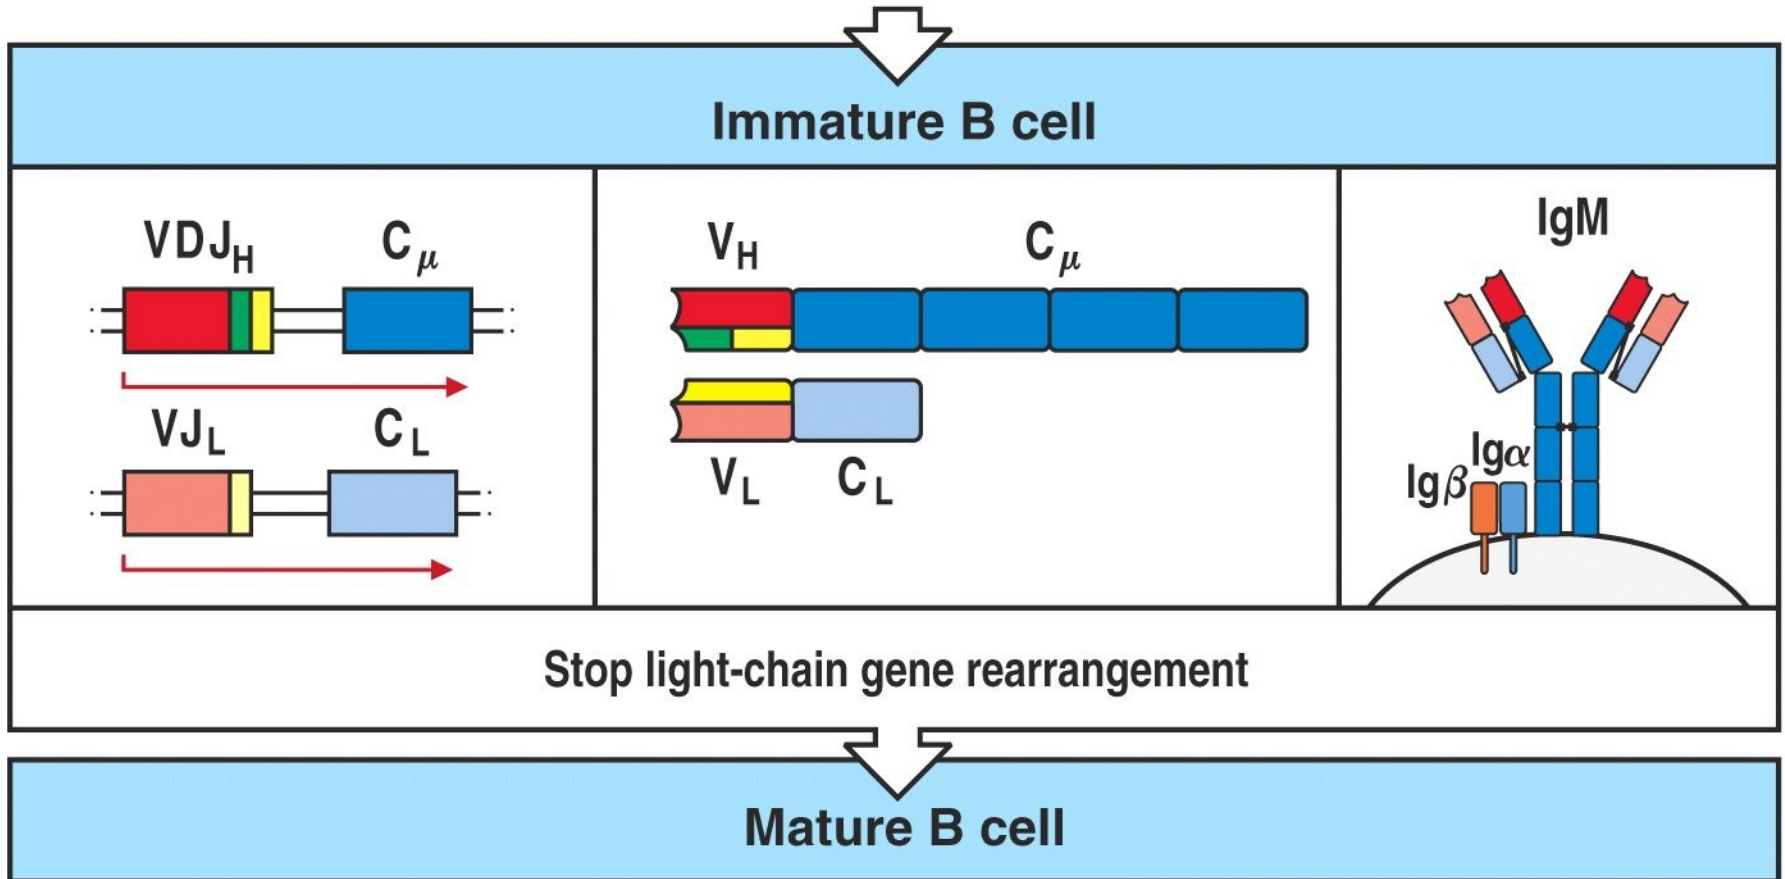 Immature B cell
VDJH Cμ
VJL CL
VH Cμ
VL CL
IgM
Igα
Igβ
Stop light-chain gene rearrangement
Mature B cell